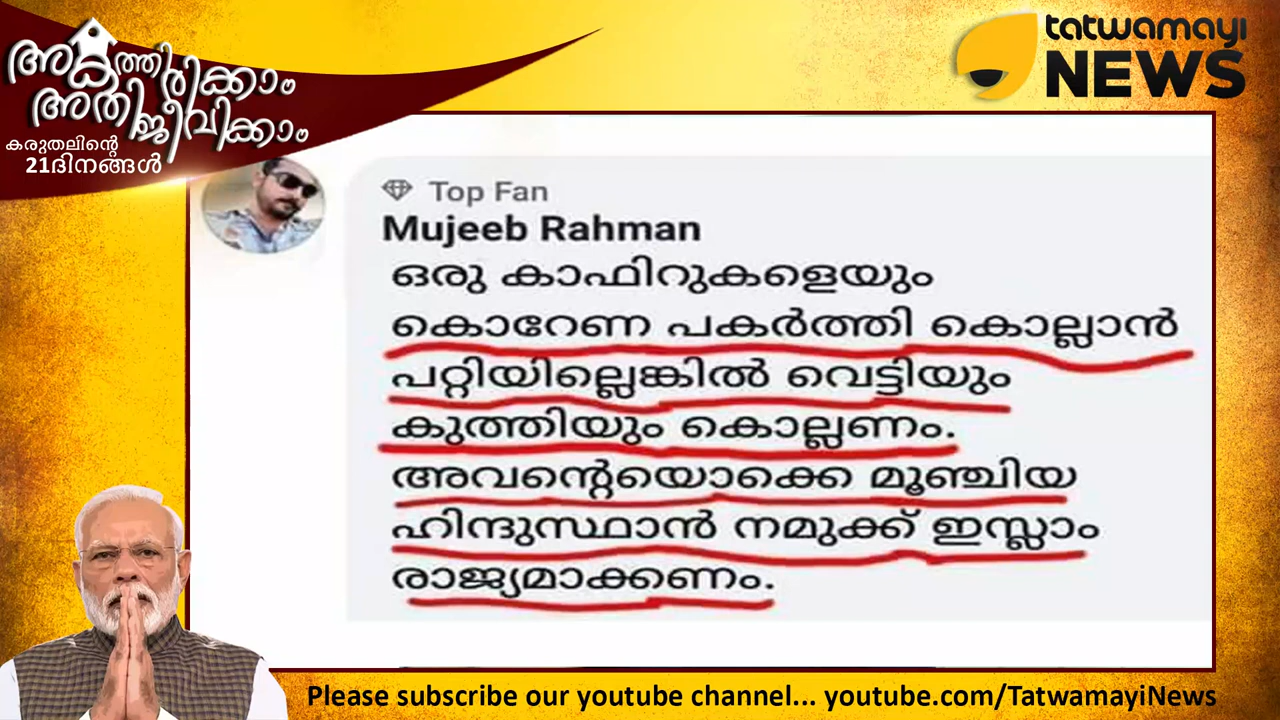 അകത്തിരിക്കാം
അതിജീവിക്കാം
കരുതലിന്റെ
21ദിനങ്ങൾ
tatwamayi
NEWS
Top Fan
Mujeeb Rahman
ഒരു കാഫിറുകളെയും
കൊറേണ പകർത്തി കൊല്ലാൻ
പറ്റിയില്ലെങ്കിൽ വെട്ടിയും
കുത്തിയും കൊല്ലണം.
അവന്റെയൊക്കെ മൂഞ്ചിയ
ഹിന്ദുസ്ഥാൻ നമുക്ക് ഇസ്ലാം
രാജ്യമാക്കണം.
Please subscribe our youtube channel... youtube.com/TatwamayiNews